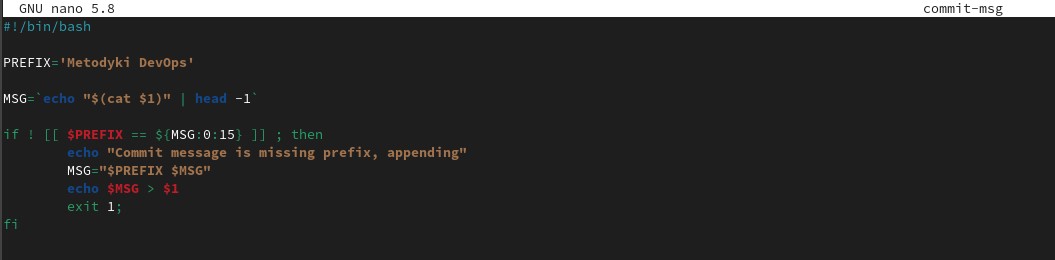 GNU nano 5.8 commit-msg
#!/bin/bash
PREFIX='Metodyki DevOps'
MSG=`echo "$(cat $1)" | head -1`
if ! [[ $PREFIX == ${MSG:0:15} ]] ; then
echo "Commit message is missing prefix, appending"
MSG="$PREFIX $MSG"
echo $MSG > $1
exit 1;
fi